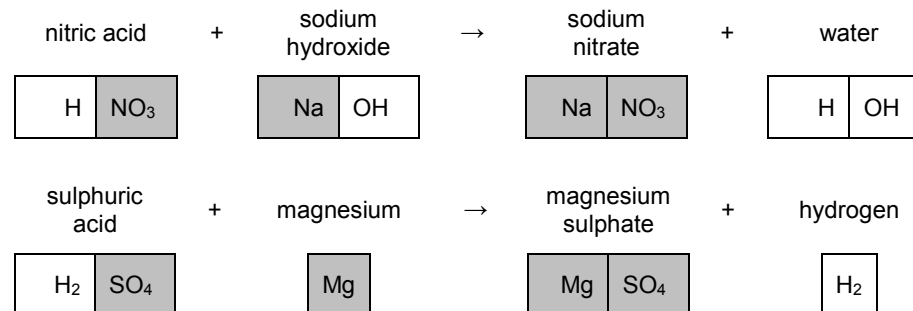 nitric acid + sodium hydroxide → sodium nitrate + water
H NO₃ Na OH Na NO₃ H OH
sulphuric acid + magnesium → magnesium sulphate + hydrogen
H₂ SO₄ Mg Mg SO₄ H₂